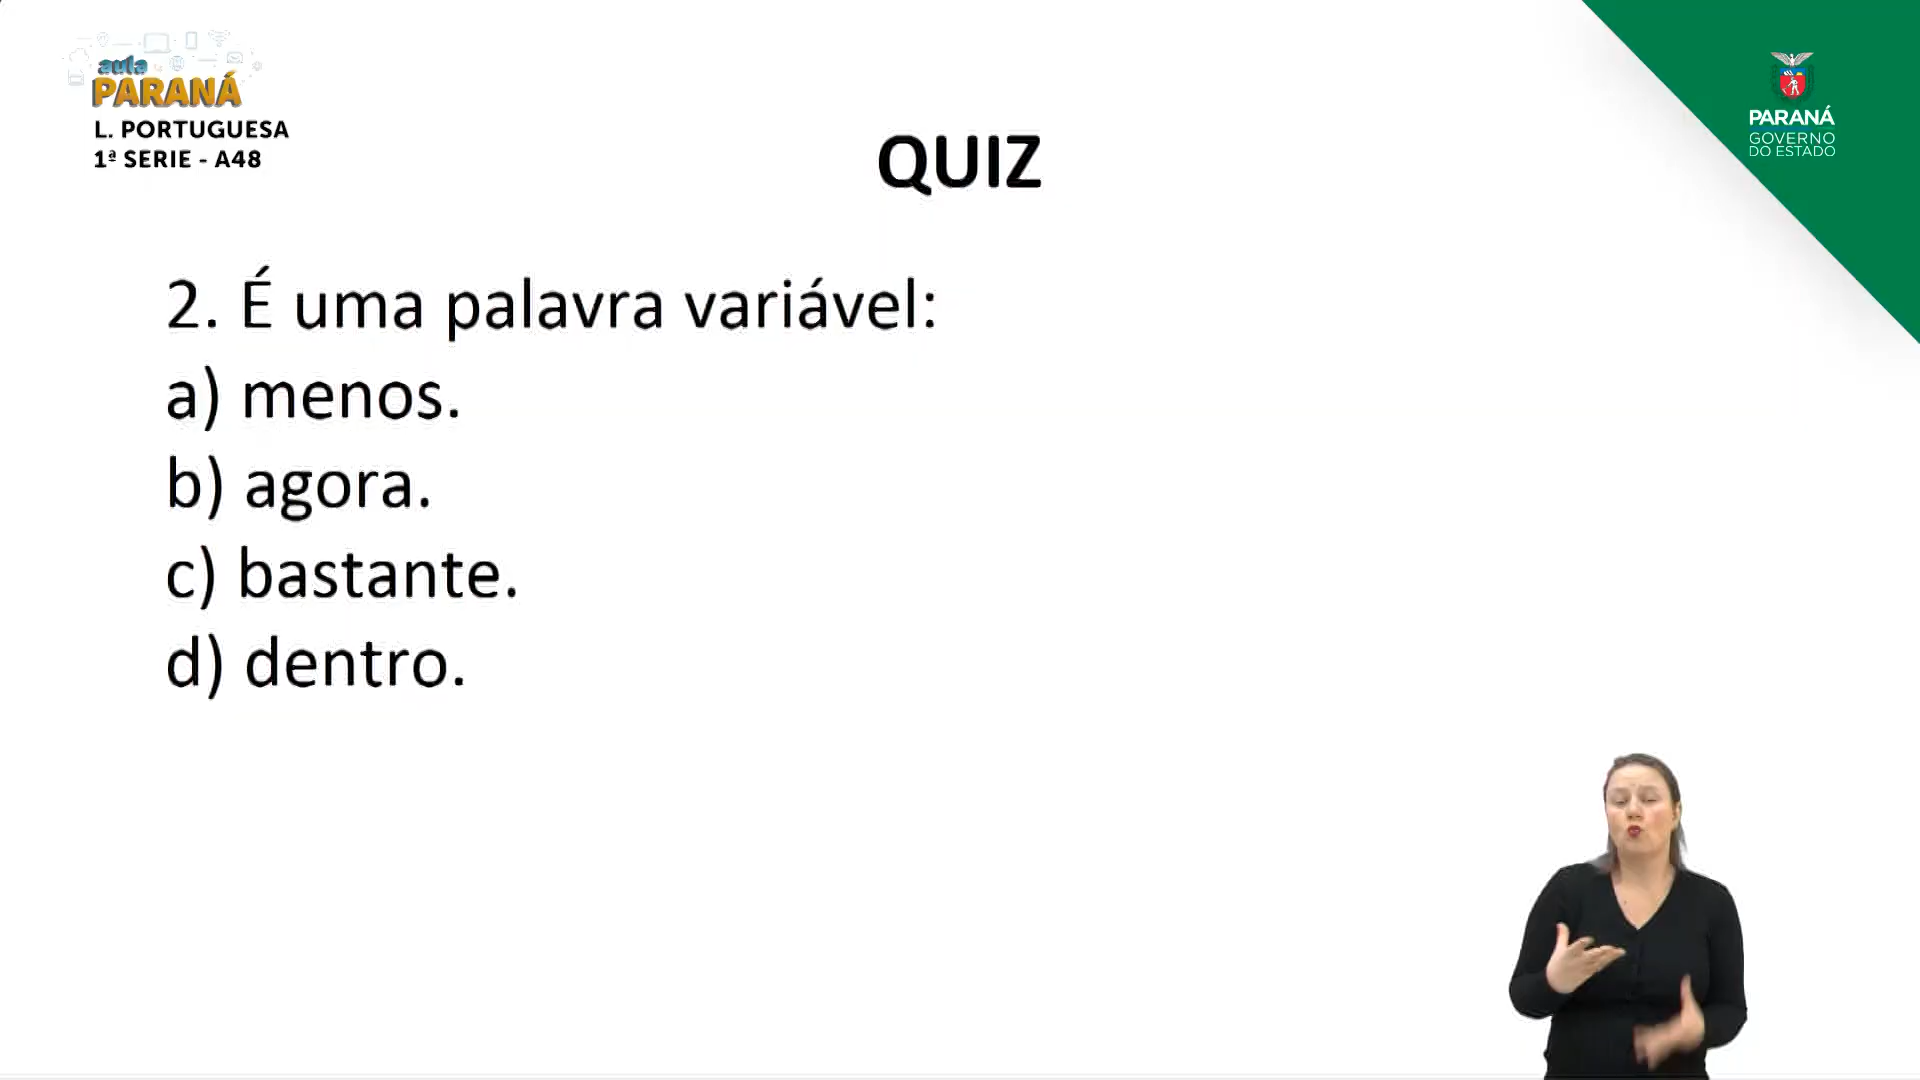 aula
PARANÁ
L. PORTUGUESA
1ª SERIE - A48
PARANÁ
GOVERNO
DO ESTADO
QUIZ
2. É uma palavra variável:
a) menos.
b) agora.
c) bastante.
d) dentro.